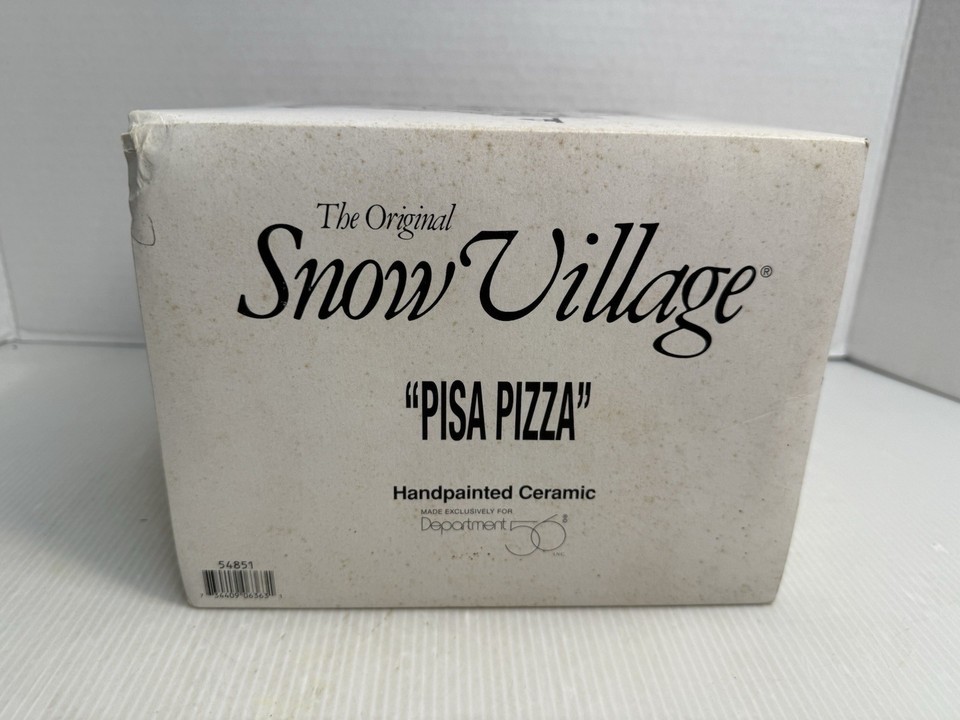 The Original
Snow Village®
“PISA PIZZA”
Handpainted Ceramic
MADE EXCLUSIVELY FOR
Department 56®
54851